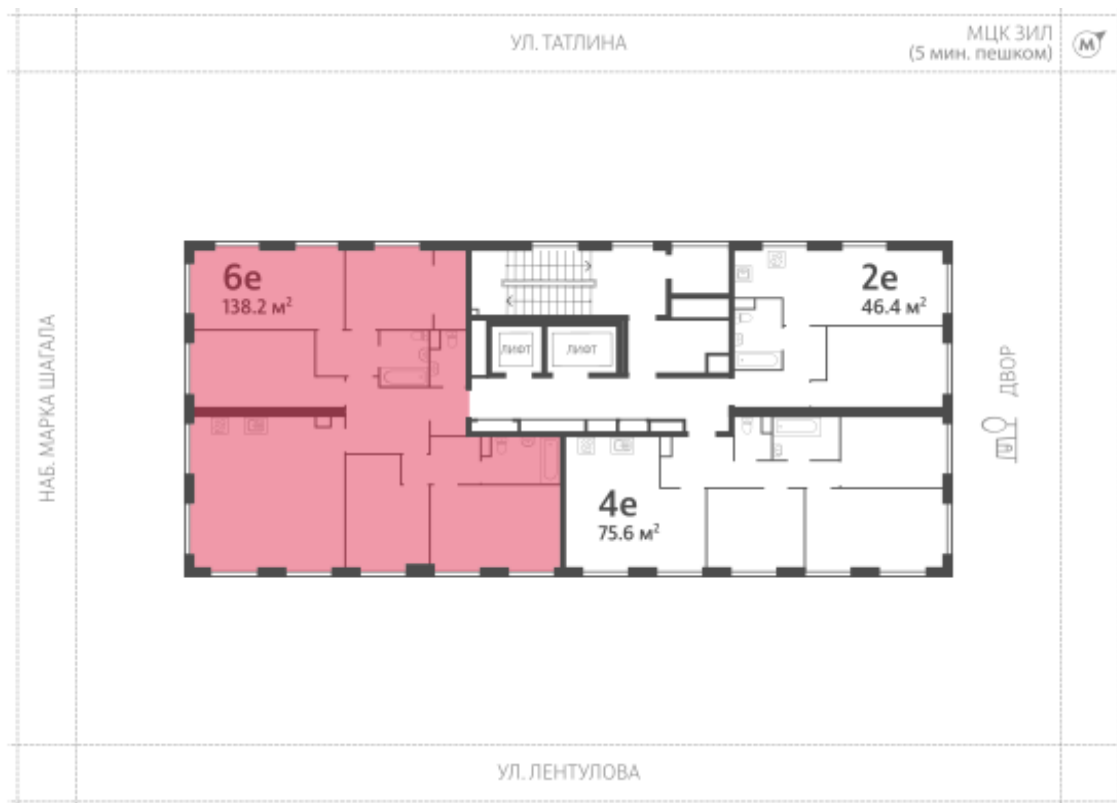 УЛ. ТАТЛИНА
МЦК ЗИЛ
(5 мин. пешком)
М
НАБ. МАРКА ШАГАЛА
6е
138.2 м²
ЛИФТ
ЛИФТ
2е
46.4 м²
ДВОР
4е
75.6 м²
УЛ. ЛЕНТУЛОВА